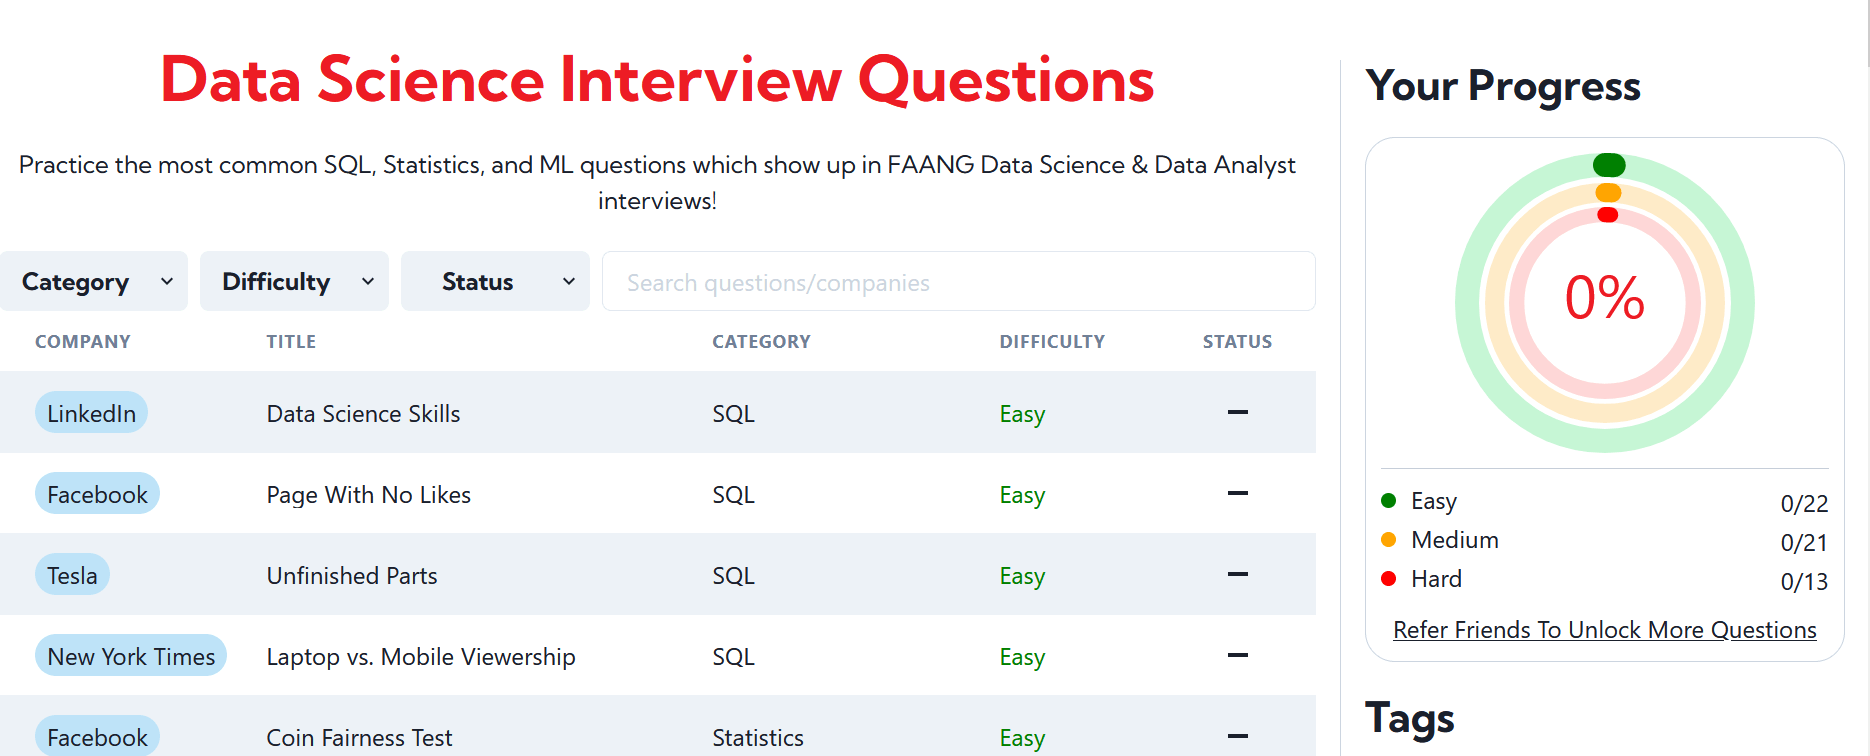 Data Science Interview Questions
Practice the most common SQL, Statistics, and ML questions which show up in FAANG Data Science & Data Analyst
interviews!
Category Difficulty Status Search questions/companies
COMPANY TITLE CATEGORY DIFFICULTY STATUS
LinkedIn Data Science Skills SQL Easy –
Facebook Page With No Likes SQL Easy –
Tesla Unfinished Parts SQL Easy –
New York Times Laptop vs. Mobile Viewership SQL Easy –
Facebook Coin Fairness Test Statistics Easy –
Your Progress
0%
Easy 0/22
Medium 0/21
Hard 0/13
Refer Friends To Unlock More Questions
Tags